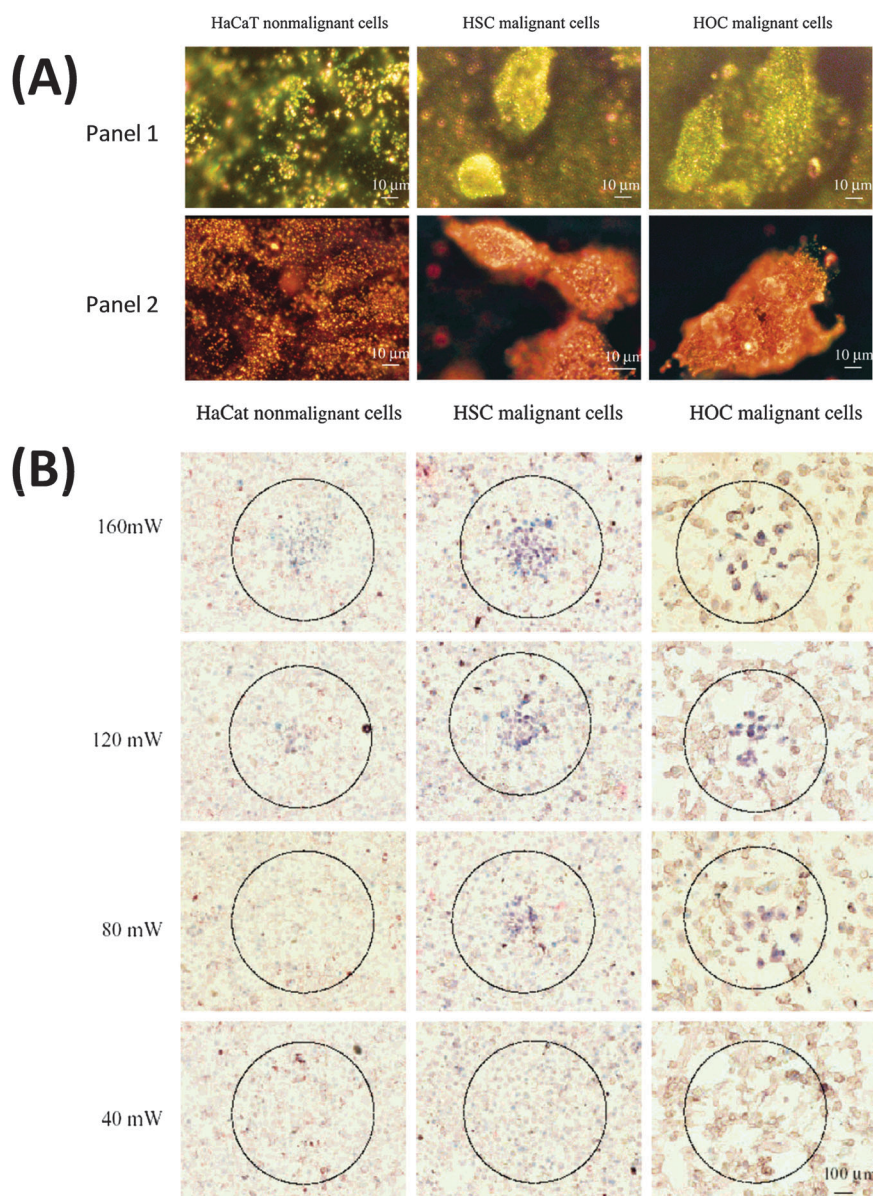 HaCaT nonmalignant cells HSC malignant cells HOC malignant cells
(A)
Panel 1
10 µm 10 µm 10 µm
Panel 2
10 µm 10 µm 10 µm
HaCat nonmalignant cells HSC malignant cells HOC malignant cells
(B)
160mW
120 mW
80 mW
40 mW
100 µm